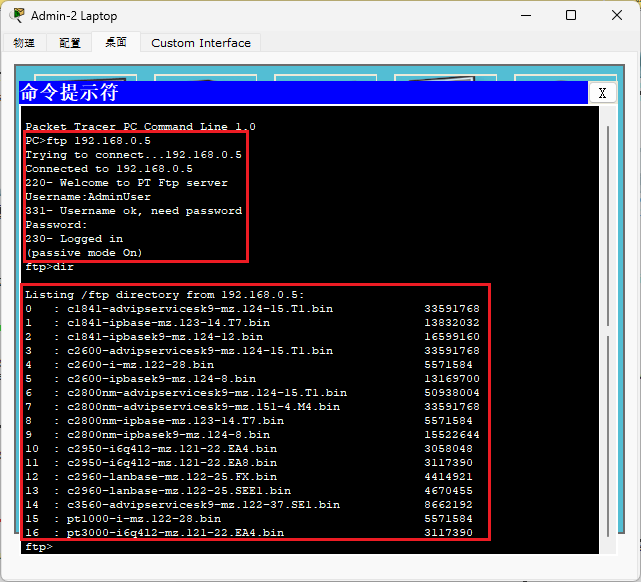 Admin-2 Laptop
物理 配置 桌面 Custom Interface
命令提示符 X
Packet Tracer PC Command Line 1.0
PC>ftp 192.168.0.5
Trying to connect...192.168.0.5
Connected to 192.168.0.5
220- Welcome to PT Ftp server
Username:AdminUser
331- Username ok, need password
Password:
230- Logged in
(passive mode On)
ftp>dir
Listing /ftp directory from 192.168.0.5:
0 : c1841-advipservicesk9-mz.124-15.T1.bin 33591768
1 : c1841-ipbase-mz.123-14.T7.bin 13832032
2 : c1841-ipbasek9-mz.124-12.bin 16599160
3 : c2600-advipservicesk9-mz.124-15.T1.bin 33591768
4 : c2600-i-mz.122-28.bin 5571584
5 : c2600-ipbasek9-mz.124-8.bin 13169700
6 : c2800nm-advipservicesk9-mz.124-15.T1.bin 50938004
7 : c2800nm-advipservicesk9-mz.151-4.M4.bin 33591768
8 : c2800nm-ipbase-mz.123-14.T7.bin 5571584
9 : c2800nm-ipbasek9-mz.124-8.bin 15522644
10 : c2950-i6q4l2-mz.121-22.EA4.bin 3058048
11 : c2950-i6q4l2-mz.121-22.EA8.bin 3117390
12 : c2960-lanbase-mz.122-25.FX.bin 4414921
13 : c2960-lanbase-mz.122-25.SEE1.bin 4670455
14 : c3560-advipservicesk9-mz.122-37.SE1.bin 8662192
15 : pt1000-i-mz.122-28.bin 5571584
16 : pt3000-i6q4l2-mz.121-22.EA4.bin 3117390
ftp>